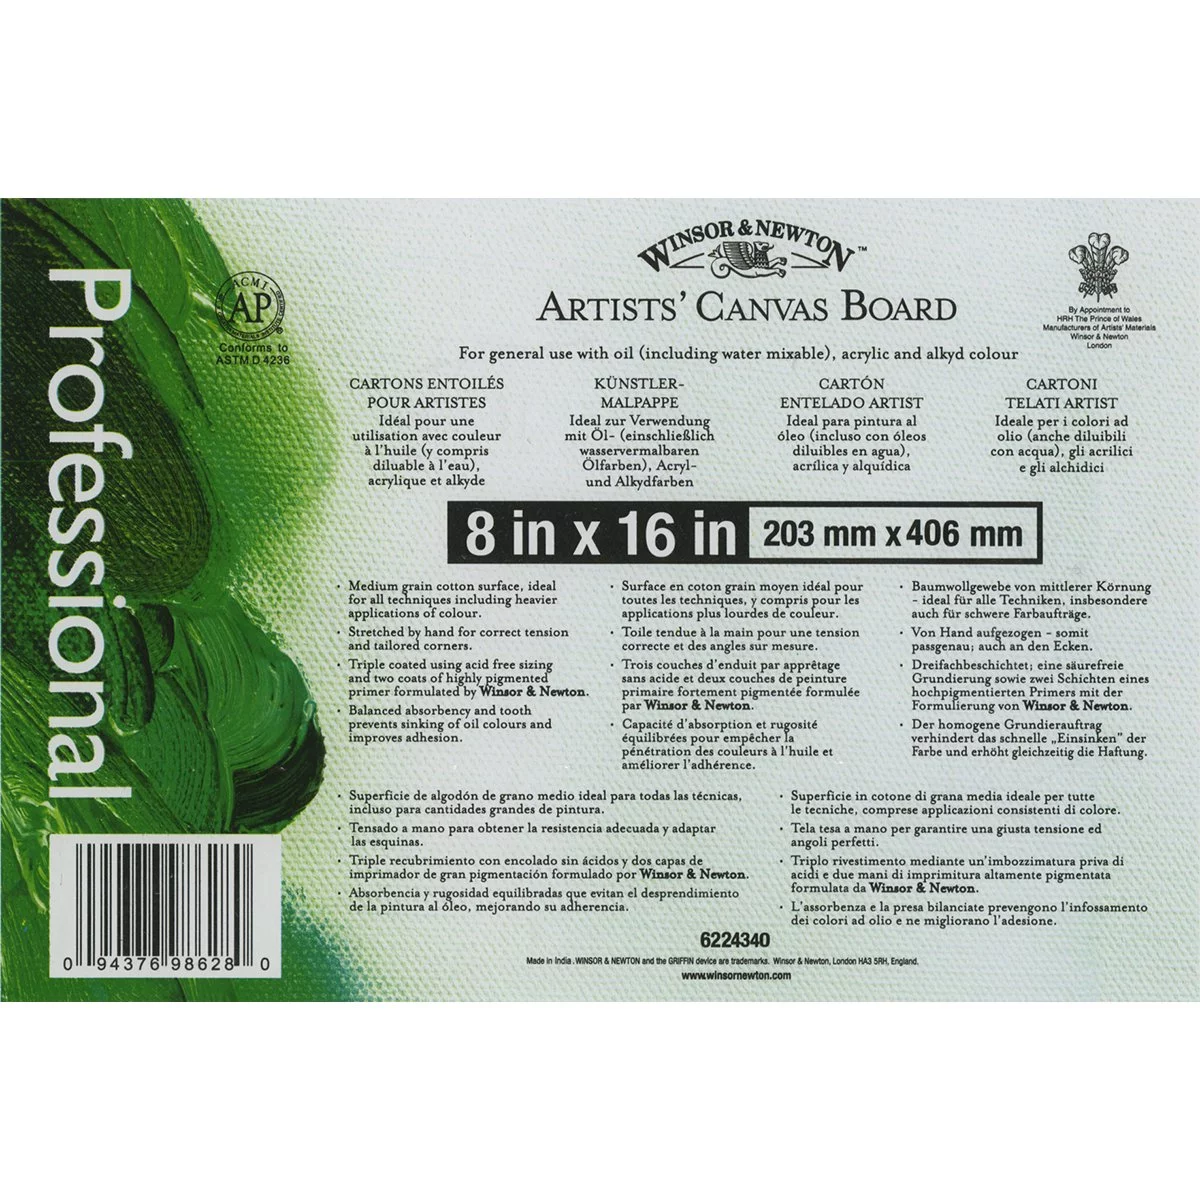 Professional
ACMI
AP
Conforms to
ASTM D 4236
WINSOR & NEWTON™
ARTISTS' CANVAS BOARD
By Appointment to
HRH The Prince of Wales
Manufacturers of Artists' Materials
Winsor & Newton
London
For general use with oil (including water mixable), acrylic and alkyd colour
CARTONS ENTOILÉS
POUR ARTISTES
Idéal pour une
utilisation avec couleur
à l'huile (y compris
diluable à l'eau),
acrylique et alkyde
KÜNSTLER-
MALPAPPE
Ideal zur Verwendung
mit Öl- (einschließlich
wasservermalbaren
Ölfarben), Acryl-
und Alkydfarben
CARTÓN
ENTELADO ARTIST
Ideal para pintura al
óleo (incluso con óleos
diluibles en agua),
acrílica y alquídica
CARTONI
TELATI ARTIST
Ideale per i colori ad
olio (anche diluibili
con acqua), gli acrilici
e gli alchidici
8 in x 16 in 203 mm x 406 mm
· Medium grain cotton surface, ideal
for all techniques including heavier
applications of colour.
· Stretched by hand for correct tension
and tailored corners.
· Triple coated using acid free sizing
and two coats of highly pigmented
primer formulated by Winsor & Newton.
· Balanced absorbency and tooth
prevents sinking of oil colours and
improves adhesion.
· Surface en coton grain moyen idéal pour
toutes les techniques, y compris pour les
applications plus lourdes de couleur.
· Toile tendue à la main pour une tension
correcte et des angles sur mesure.
· Trois couches d'enduit par apprêtage
sans acide et deux couches de peinture
primaire fortement pigmentée formulée
par Winsor & Newton.
· Capacité d'absorption et rugosité
équilibrées pour empêcher la
pénétration des couleurs à l'huile et
améliorer l'adhérence.
· Baumwollgewebe von mittlerer Körnung
– ideal für alle Techniken, insbesondere
auch für schwere Farbaufträge.
· Von Hand aufgezogen – somit
passgenau; auch an den Ecken.
· Dreifachbeschichtet; eine säurefreie
Grundierung sowie zwei Schichten eines
hochpigmentierten Primers mit der
Formulierung von Winsor & Newton.
· Der homogene Grundierauftrag
verhindert das schnelle „Einsinken" der
Farbe und erhöht gleichzeitig die Haftung.
· Superficie de algodón de grano medio ideal para todas las técnicas,
incluso para cantidades grandes de pintura.
· Tensado a mano para obtener la resistencia adecuada y adaptar
las esquinas.
· Triple recubrimiento con encolado sin ácidos y dos capas de
imprimador de gran pigmentación formulado por Winsor & Newton.
· Absorbencia y rugosidad equilibradas que evitan el desprendimiento
de la pintura al óleo, mejorando su adherencia.
· Superficie in cotone di grana media ideale per tutte
le tecniche, comprese applicazioni consistenti di colore.
· Tela tesa a mano per garantire una giusta tensione ed
angoli perfetti.
· Triplo rivestimento mediante un'imbozzimatura priva di
acidi e due mani di imprimitura altamente pigmentata
formulata da Winsor & Newton.
· L'assorbenza e la presa bilanciate prevengono l'infossamento
dei colori ad olio e ne migliorano l'adesione.
0 94376 98628 0
6224340
Made in India. WINSOR & NEWTON and the GRIFFIN device are trademarks. Winsor & Newton, London HA3 5RH, England.
www.winsornewton.com